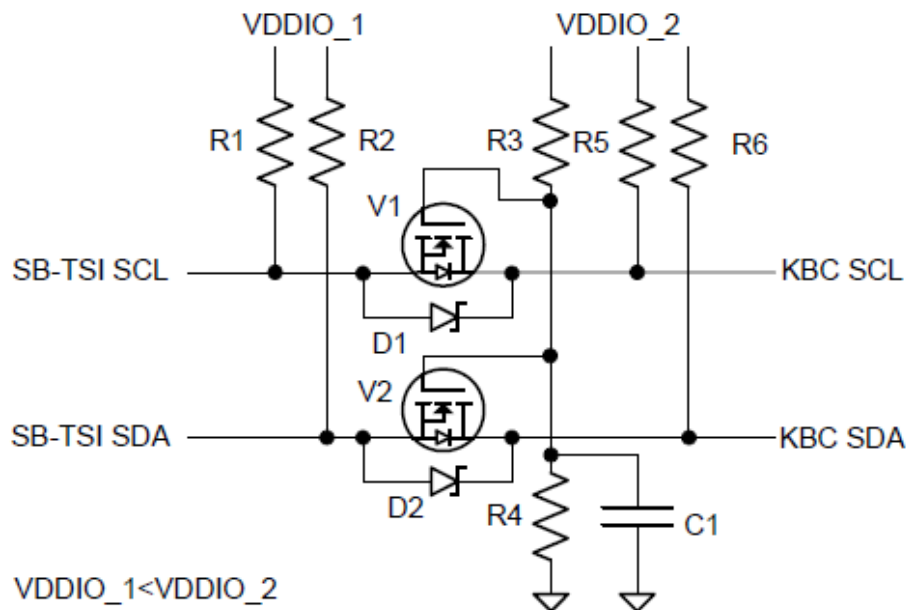 VDDIO_1 VDDIO_2
R1 R2 R3 R5 R6
V1
SB-TSI SCL KBC SCL
D1
V2
SB-TSI SDA KBC SDA
D2 R4 C1
VDDIO_1<VDDIO_2